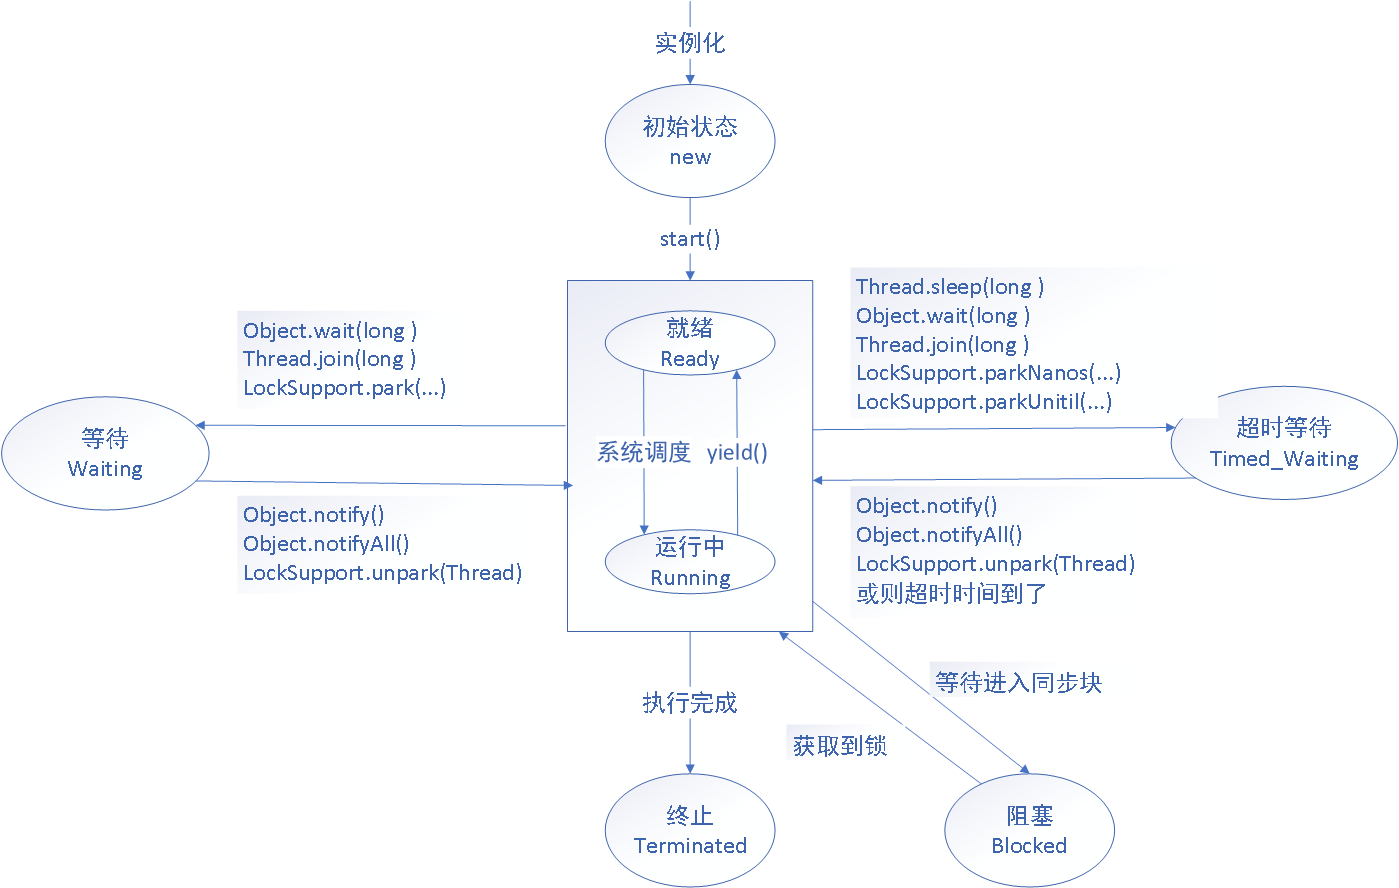 实例化
初始状态
new
start()
Thread.sleep(long )
Object.wait(long )
Thread.join(long )
LockSupport.parkNanos(...)
LockSupport.parkUnitil(...)
Object.wait(long )
Thread.join(long )
LockSupport.park(...)
就绪
Ready
等待
Waiting
系统调度 yield()
超时等待
Timed_Waiting
Object.notify()
Object.notifyAll()
LockSupport.unpark(Thread)
运行中
Running
Object.notify()
Object.notifyAll()
LockSupport.unpark(Thread)
或则超时时间到了
执行完成
等待进入同步块
获取到锁
终止
Terminated
阻塞
Blocked